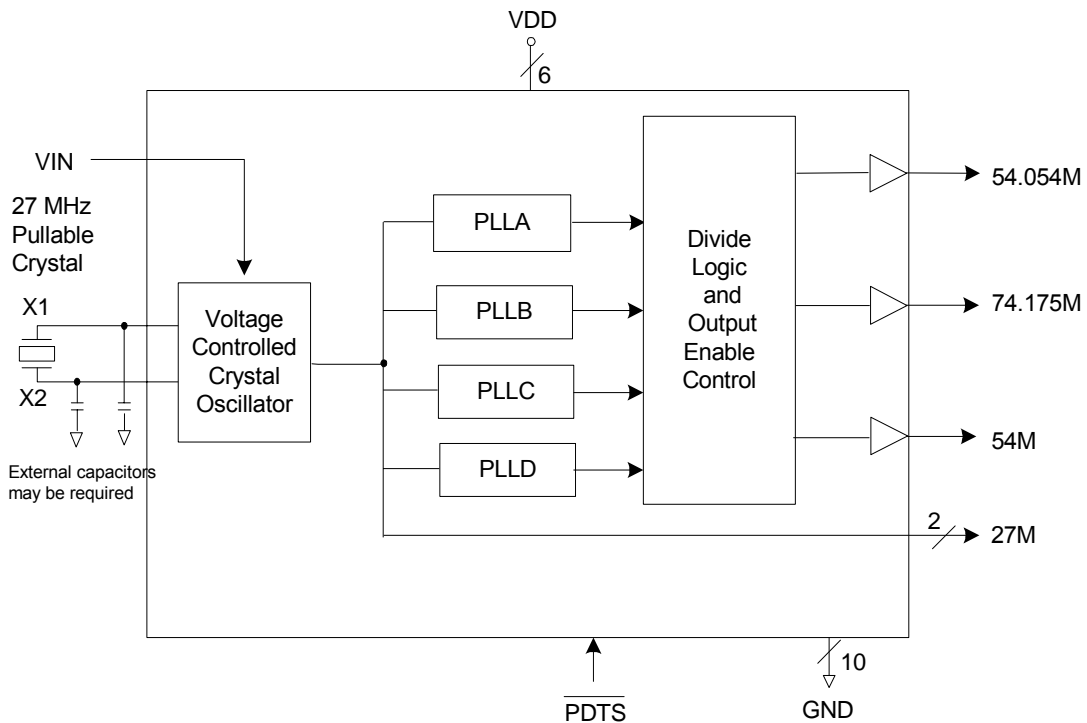 VDD
6
VIN
27 MHz
Pullable
Crystal
X1
X2
External capacitors
may be required
Voltage
Controlled
Crystal
Oscillator
PLLA
PLLB
PLLC
PLLD
Divide
Logic
and
Output
Enable
Control
54.054M
74.175M
54M
2
27M
PDTS
10
GND